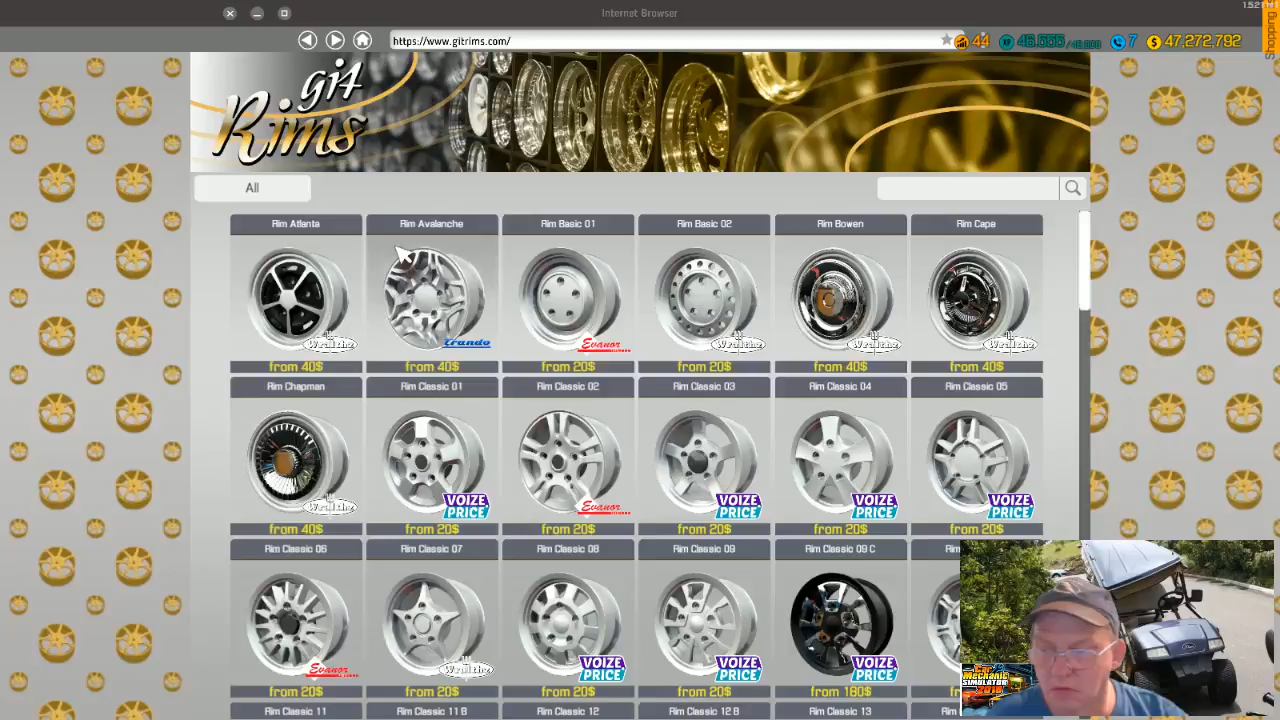 Internet Browser
https://www.gitrims.com/
44
7
$ 47,272,792
Shopping
git
Rims
All
Rim Atlanta
Rim Avalanche
Rim Basic 01
Rim Basic 02
Rim Bowen
Rim Cape
Trando
Evanor
from 40$
from 40$
from 20$
from 20$
from 40$
from 40$
Rim Chapman
Rim Classic 01
Rim Classic 02
Rim Classic 03
Rim Classic 04
Rim Classic 05
VOIZE PRICE
Evanor
VOIZE PRICE
VOIZE PRICE
VOIZE PRICE
from 40$
from 20$
from 20$
from 20$
from 20$
from 20$
Rim Classic 06
Rim Classic 07
Rim Classic 08
Rim Classic 09
Rim Classic 09 C
Evanor
VOIZE PRICE
VOIZE PRICE
VOIZE PRICE
from 20$
from 20$
from 20$
from 20$
from 180$
Rim Classic 11
Rim Classic 11 B
Rim Classic 12
Rim Classic 12 B
Rim Classic 13
Car
Mechanic
Simulator
2018